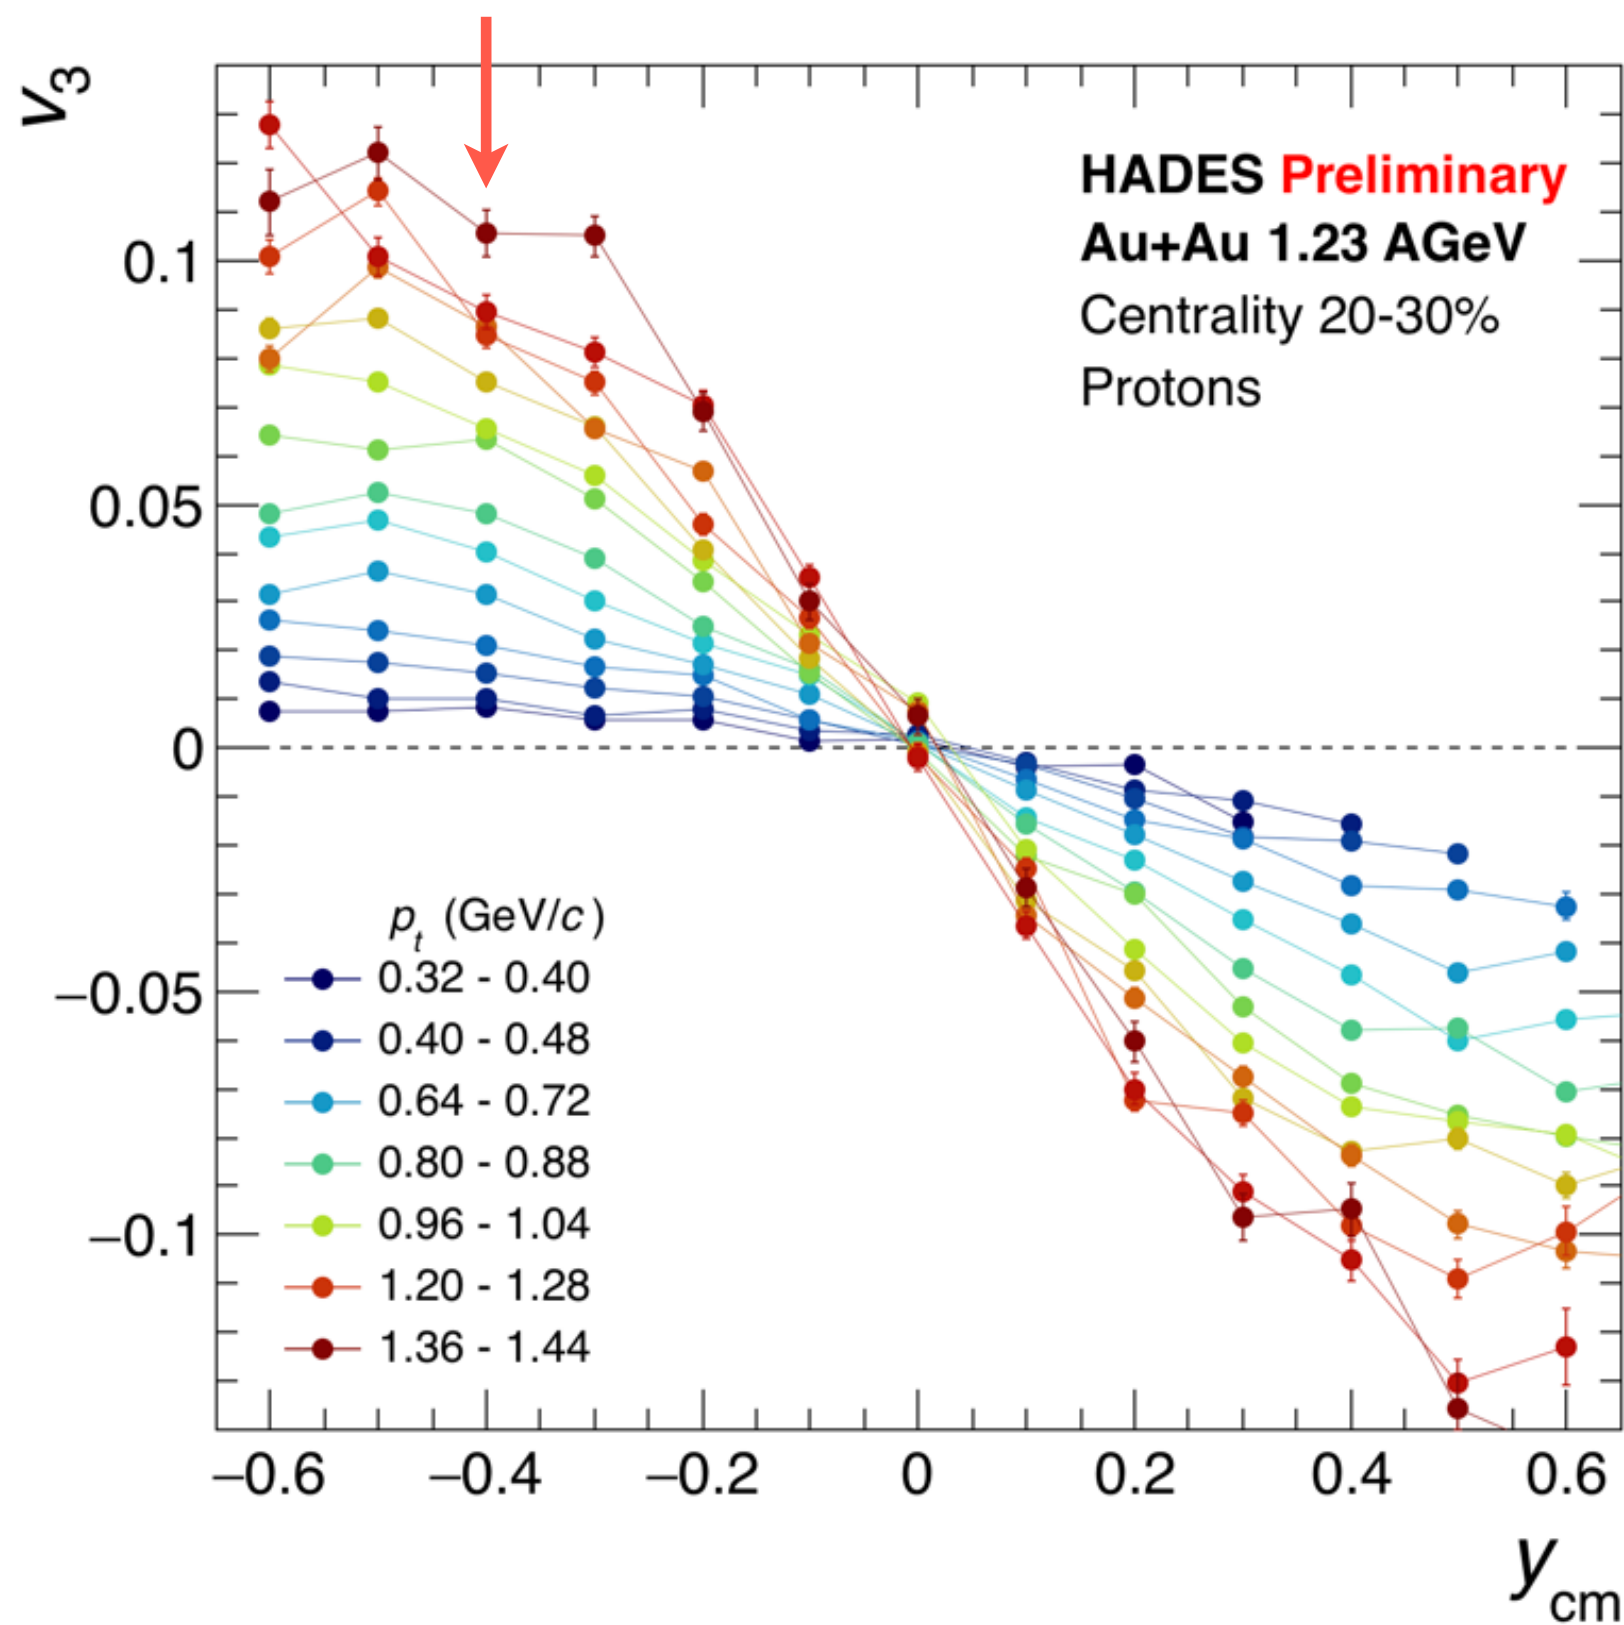 v3
HADES Preliminary
Au+Au 1.23 AGeV
Centrality 20-30%
Protons
0.1
0.05
0
−0.05
−0.1
pt (GeV/c)
0.32 - 0.40
0.40 - 0.48
0.64 - 0.72
0.80 - 0.88
0.96 - 1.04
1.20 - 1.28
1.36 - 1.44
−0.6 −0.4 −0.2 0 0.2 0.4 0.6
ycm